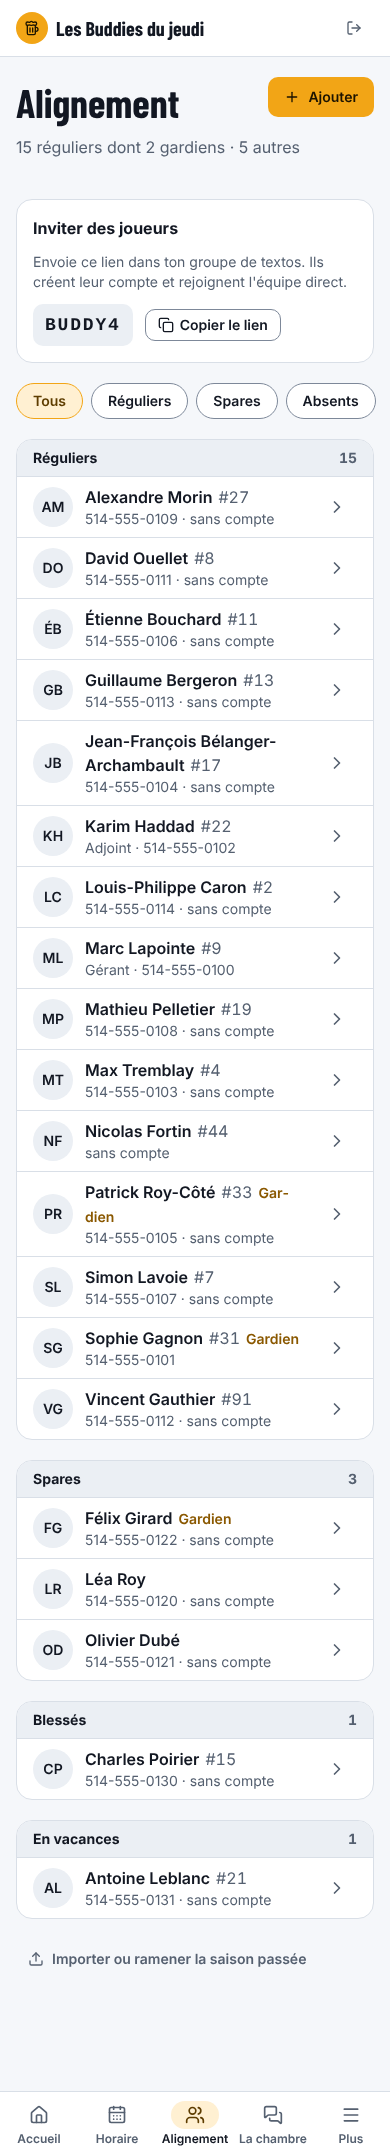 Les Buddies du jeudi
Alignement
Ajouter
15 réguliers dont 2 gardiens · 5 autres
Inviter des joueurs
Envoie ce lien dans ton groupe de textos. Ils
créent leur compte et rejoignent l'équipe direct.
BUDDY4
Copier le lien
Tous
Réguliers
Spares
Absents
Réguliers 15
AM
Alexandre Morin #27
514-555-0109 · sans compte
DO
David Ouellet #8
514-555-0111 · sans compte
ÉB
Étienne Bouchard #11
514-555-0106 · sans compte
GB
Guillaume Bergeron #13
514-555-0113 · sans compte
JB
Jean-François Bélanger-
Archambault #17
514-555-0104 · sans compte
KH
Karim Haddad #22
Adjoint · 514-555-0102
LC
Louis-Philippe Caron #2
514-555-0114 · sans compte
ML
Marc Lapointe #9
Gérant · 514-555-0100
MP
Mathieu Pelletier #19
514-555-0108 · sans compte
MT
Max Tremblay #4
514-555-0103 · sans compte
NF
Nicolas Fortin #44
sans compte
PR
Patrick Roy-Côté #33 Gar-
dien
514-555-0105 · sans compte
SL
Simon Lavoie #7
514-555-0107 · sans compte
SG
Sophie Gagnon #31 Gardien
514-555-0101
VG
Vincent Gauthier #91
514-555-0112 · sans compte
Spares 3
FG
Félix Girard Gardien
514-555-0122 · sans compte
LR
Léa Roy
514-555-0120 · sans compte
OD
Olivier Dubé
514-555-0121 · sans compte
Blessés 1
CP
Charles Poirier #15
514-555-0130 · sans compte
En vacances 1
AL
Antoine Leblanc #21
514-555-0131 · sans compte
Importer ou ramener la saison passée
Accueil
Horaire
Alignement
La chambre
Plus